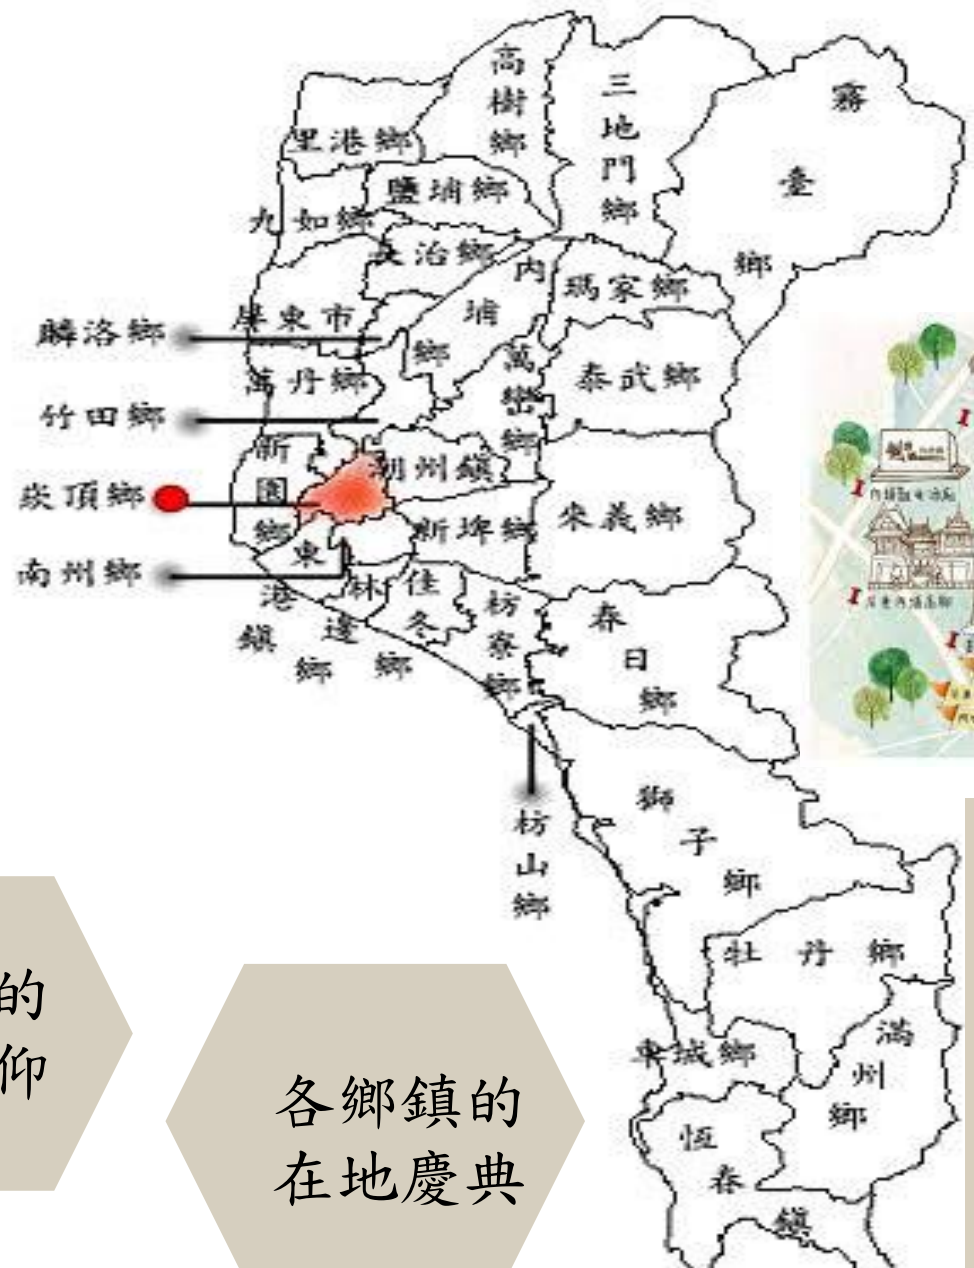 高樹鄉
三地門鄉
霧臺鄉
里港鄉
鹽埔鄉
九如鄉
長治鄉
內埔鄉
瑪家鄉
屏東市
麟洛鄉
萬丹鄉
萬巒鄉
泰武鄉
竹田鄉
新園鄉
潮州鎮
崁頂鄉
新埤鄉
來義鄉
南州鄉
東港鎮
林邊鄉
佳冬鄉
枋寮鄉
春日鄉
枋山鄉
獅子鄉
牡丹鄉
車城鄉
滿州鄉
恆春鎮
的
仰
各鄉鎮的
在地慶典